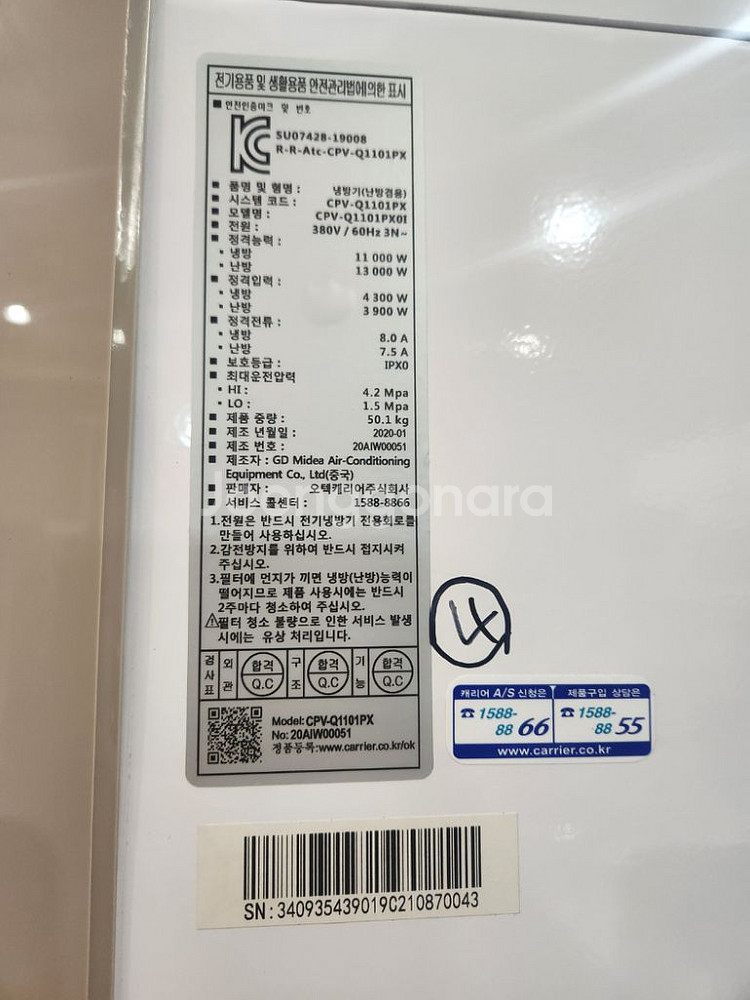 전기용품 및 생활용품 안전관리법에의한 표시
■ 안전인증마크 및 번호
SU07428-19008
R-R-Atc-CPV-Q1101PX
■ 품명 및 형명 : 냉방기(난방겸용)
■ 시스템 코드 : CPV-Q1101PX
■ 모델명 : CPV-Q1101PX0I
■ 전원 : 380V / 60Hz 3N~
■ 정격능력 :
• 냉방 11 000 W
• 난방 13 000 W
■ 정격입력 :
• 냉방 4 300 W
• 난방 3 900 W
■ 정격전류 :
• 냉방 8.0 A
• 난방 7.5 A
■ 보호등급 : IPX0
■ 최대운전압력
• HI : 4.2 Mpa
• LO : 1.5 Mpa
■ 제품 중량 : 50.1 kg
■ 제조 년월일 : 2020-01
■ 제조 번호 : 20AIW00051
■ 제조자 : GD Midea Air-Conditioning
Equipment Co., Ltd(중국)
■ 판매자 : 오텍캐리어주식회사
■ 서비스 콜센터 : 1588-8866
1.전원은 반드시 전기냉방기 전용회로를
만들어 사용하십시오.
2.감전방지를 위하여 반드시 접지시켜
주십시오.
3.필터에 먼지가 끼면 냉방(난방)능력이
떨어지므로 제품 사용시에는 반드시
2주마다 청소하여 주십시오.
⚠필터 청소 불량으로 인한 서비스 발생
시에는 유상 처리입니다.
검사표 외관 합격 Q.C 구조 합격 Q.C 기능 합격 Q.C
Model: CPV-Q1101PX
No: 20AIW00051
정품등록: www.carrier.co.kr/ok
캐리어 A/S 신청은 제품구입 상담은
☎ 1588-8866 ☎ 1588-8855
www.carrier.co.kr
SN: 340935439019C210870043